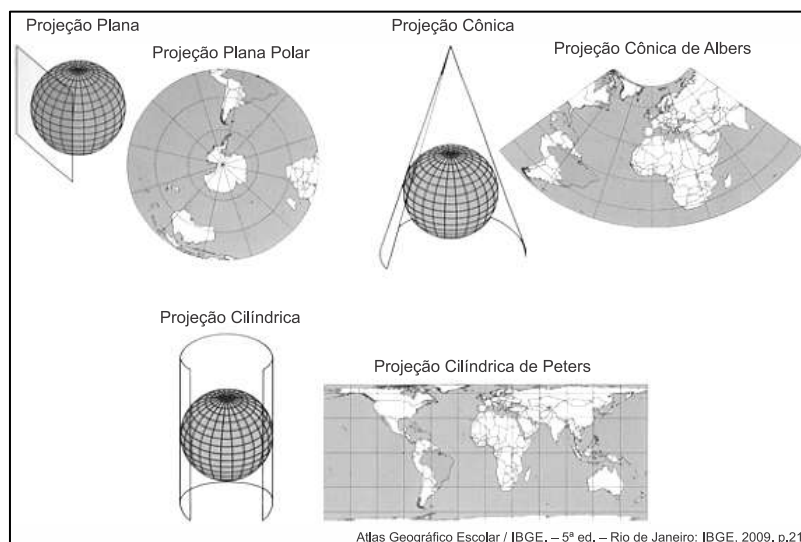 Projeção Plana
Projeção Plana Polar
Projeção Cônica
Projeção Cônica de Albers
Projeção Cilíndrica
Projeção Cilíndrica de Peters
Atlas Geográfico Escolar / IBGE. – 5ª ed. – Rio de Janeiro: IBGE, 2009. p.21